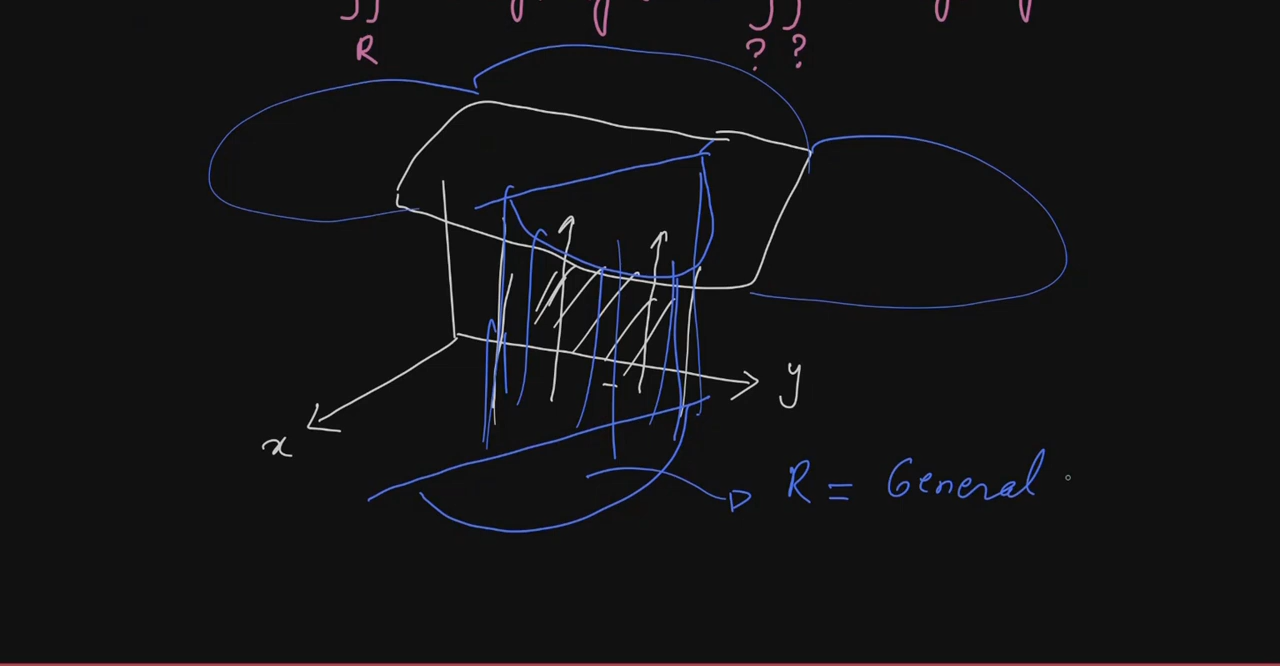 R ? ?
y
x
R = General